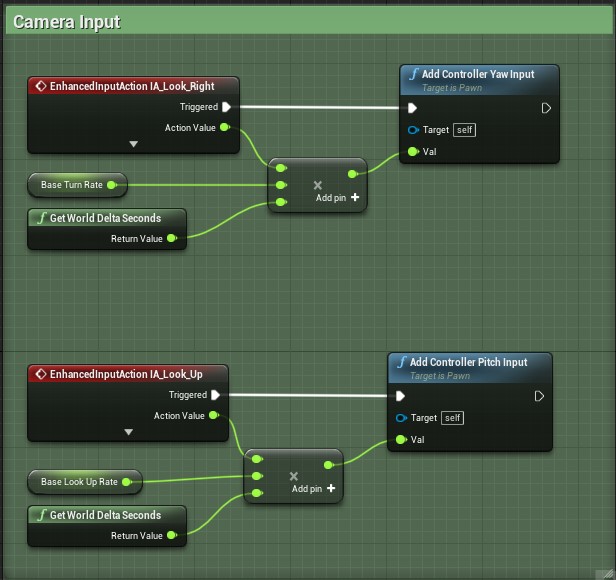 Camera Input
EnhancedInputAction IA_Look_Right
Triggered
Action Value
Base Turn Rate
f Get World Delta Seconds
Return Value
×
Add pin +
f Add Controller Yaw Input
Target is Pawn
Target self
Val
EnhancedInputAction IA_Look_Up
Triggered
Action Value
Base Look Up Rate
f Get World Delta Seconds
Return Value
×
Add pin +
f Add Controller Pitch Input
Target is Pawn
Target self
Val